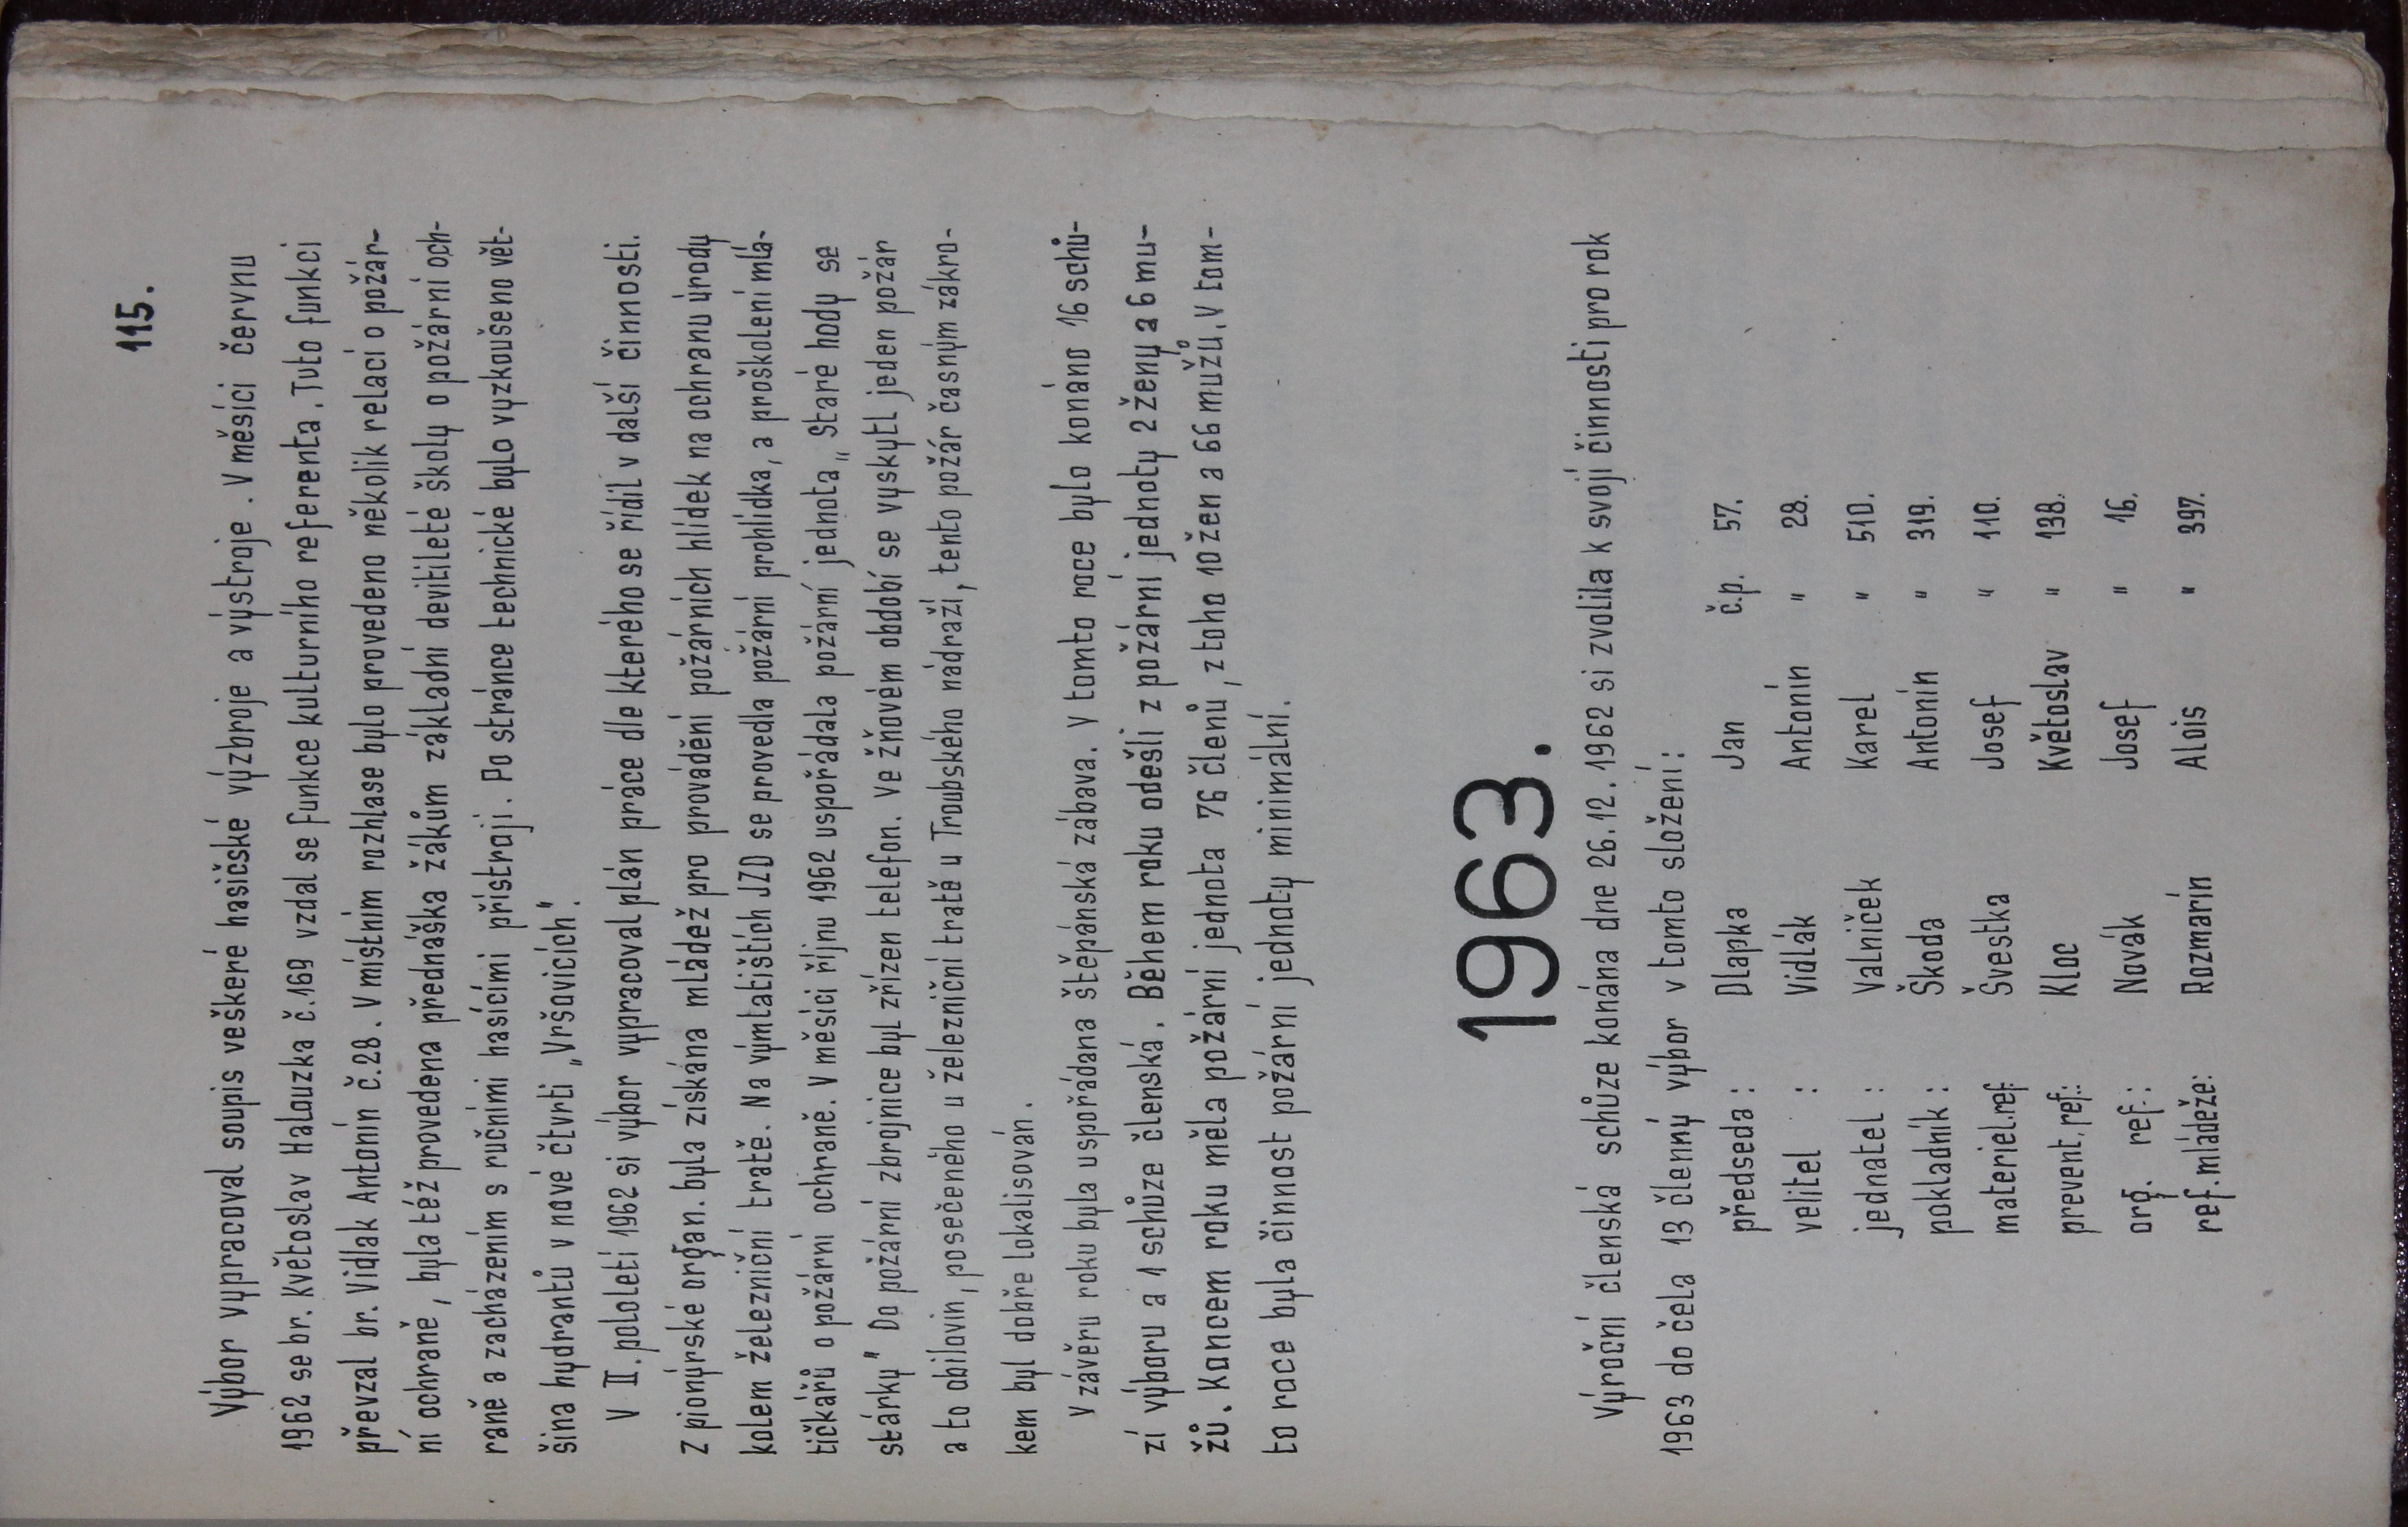 115.
Výbor vypracoval soupis veškeré hasičské výzbroje a výstroje. V měsíci červnu
1962 se br. Květoslav Halouzka č.169 vzdal se funkce kulturního referenta. Tuto funkci
převzal br. Vidlák Antonín č.28. V místním rozhlase bylo provedeno několik relací o požár-
ní ochraně, byla též provedena přednáška žákům základní devítileté školy o požární och-
raně a zacházením s ručními hasícími přístroji. Po stránce technické bylo vyzkoušeno vět-
šina hydrantů v nové čtvrti „Vršovicích".
V II. pololetí 1962 si výbor vypracoval plán práce dle kterého se řídil v další činnosti.
Z pionýrské organ. byla získána mládež pro provádění požárních hlídek na ochranu úrody
kolem železniční tratě. Na výmlatištích JZD se provedla požární prohlídka, a proškolení mlá-
tičkářů o požární ochraně. V měsíci říjnu 1962 uspořádala požární jednota „Staré hody se
stárky" Do požární zbrojnice byl zřízen telefon. Ve žňovém období se vyskytl jeden požár
a to obilovin, posečeného u železniční tratě u Troubského nádraží, tento požár časným zákro-
kem byl dobře lokalisován.
V závěru roku byla uspořádána štěpánská zábava. V tomto roce bylo konáno 16 schů-
zí výboru a 1 schůze členská. Během roku odešli z požární jednoty 2 ženy a 6 mu-
žů. Koncem roku měla požární jednota 76 členů, z toho 10 žen a 66 mužů. V tom-
to roce byla činnost požární jednoty minimální.
1963.
Výroční členská schůze konána dne 26.12.1962 si zvolila k svojí činnosti pro rok
1963 do čela 13 členný výbor v tomto složení:
předseda: Dlapka Jan č.p. 57.
velitel : Vidlák Antonín " 28.
jednatel: Valníček Karel " 510.
pokladník: Škoda Antonín " 319.
materiel.ref. Švestka Josef " 110.
prevent. ref.: Kloc Květoslav " 138.
org. ref.: Novák Josef " 16.
ref. mládeže: Rozmarín Alois " 397.